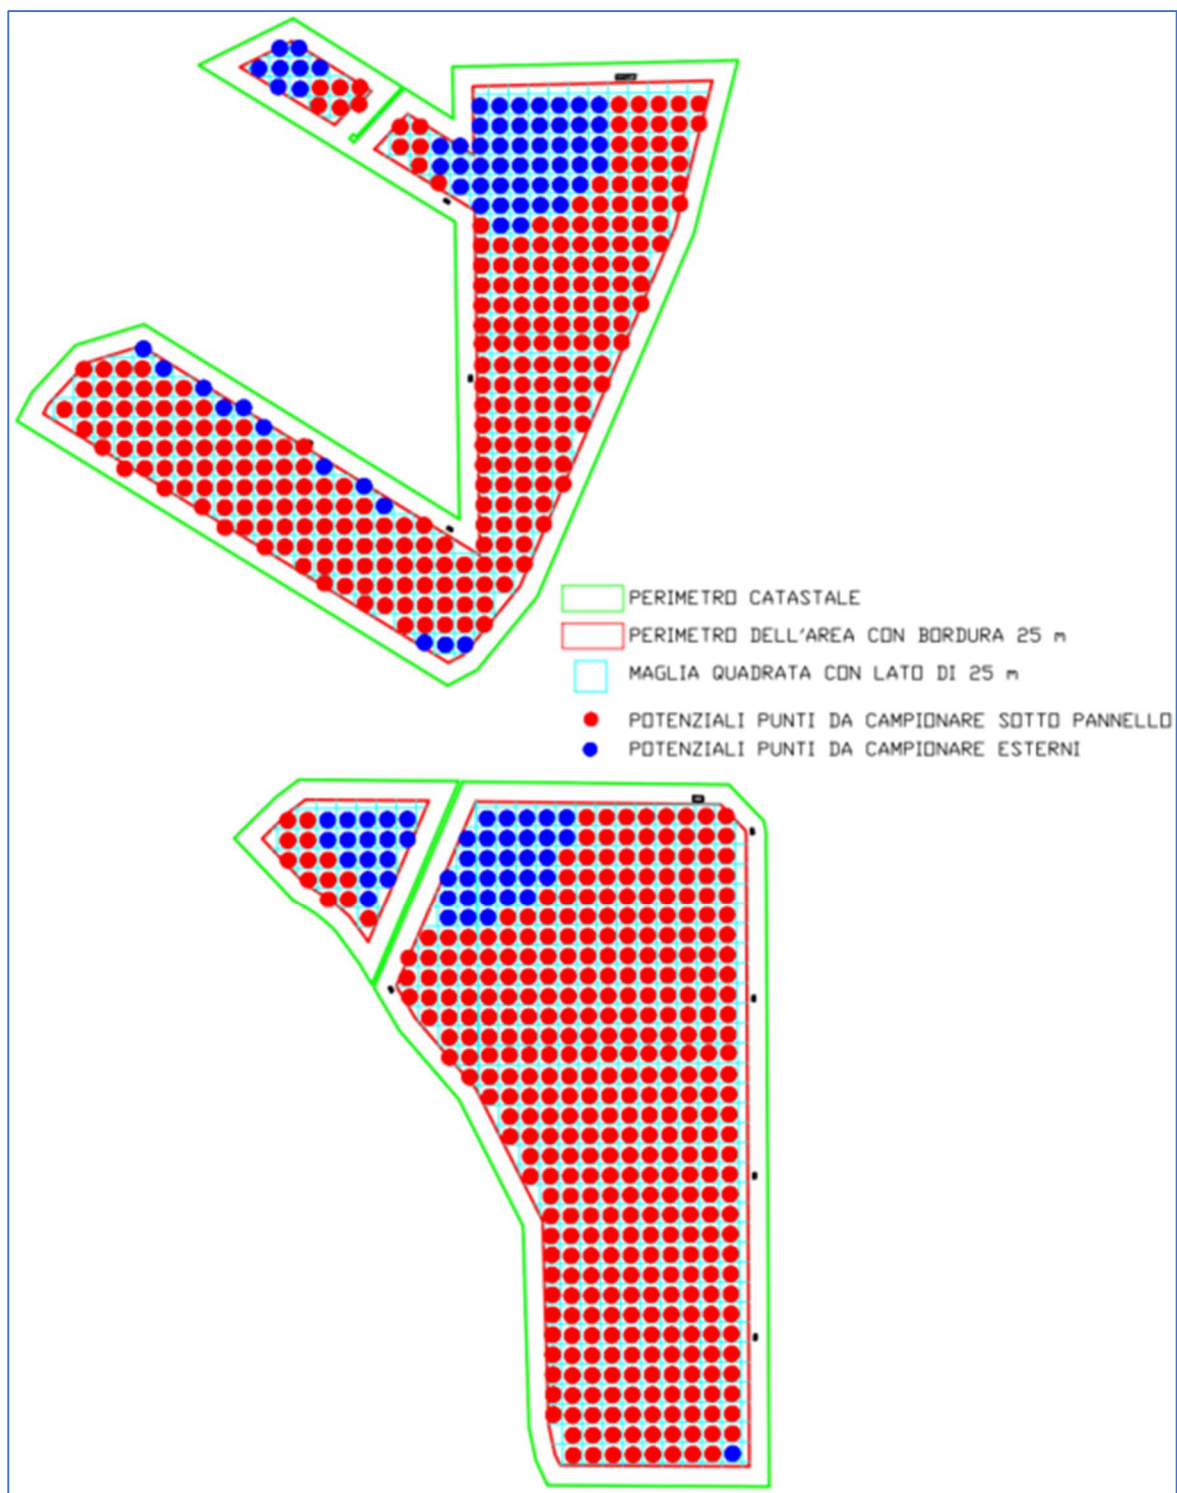 PERIMETRO CATASTALE
PERIMETRO DELL'AREA CON BORDURA 25 m
MAGLIA QUADRATA CON LATO DI 25 m
POTENZIALI PUNTI DA CAMPIONARE SOTTO PANNELLO
POTENZIALI PUNTI DA CAMPIONARE ESTERNI